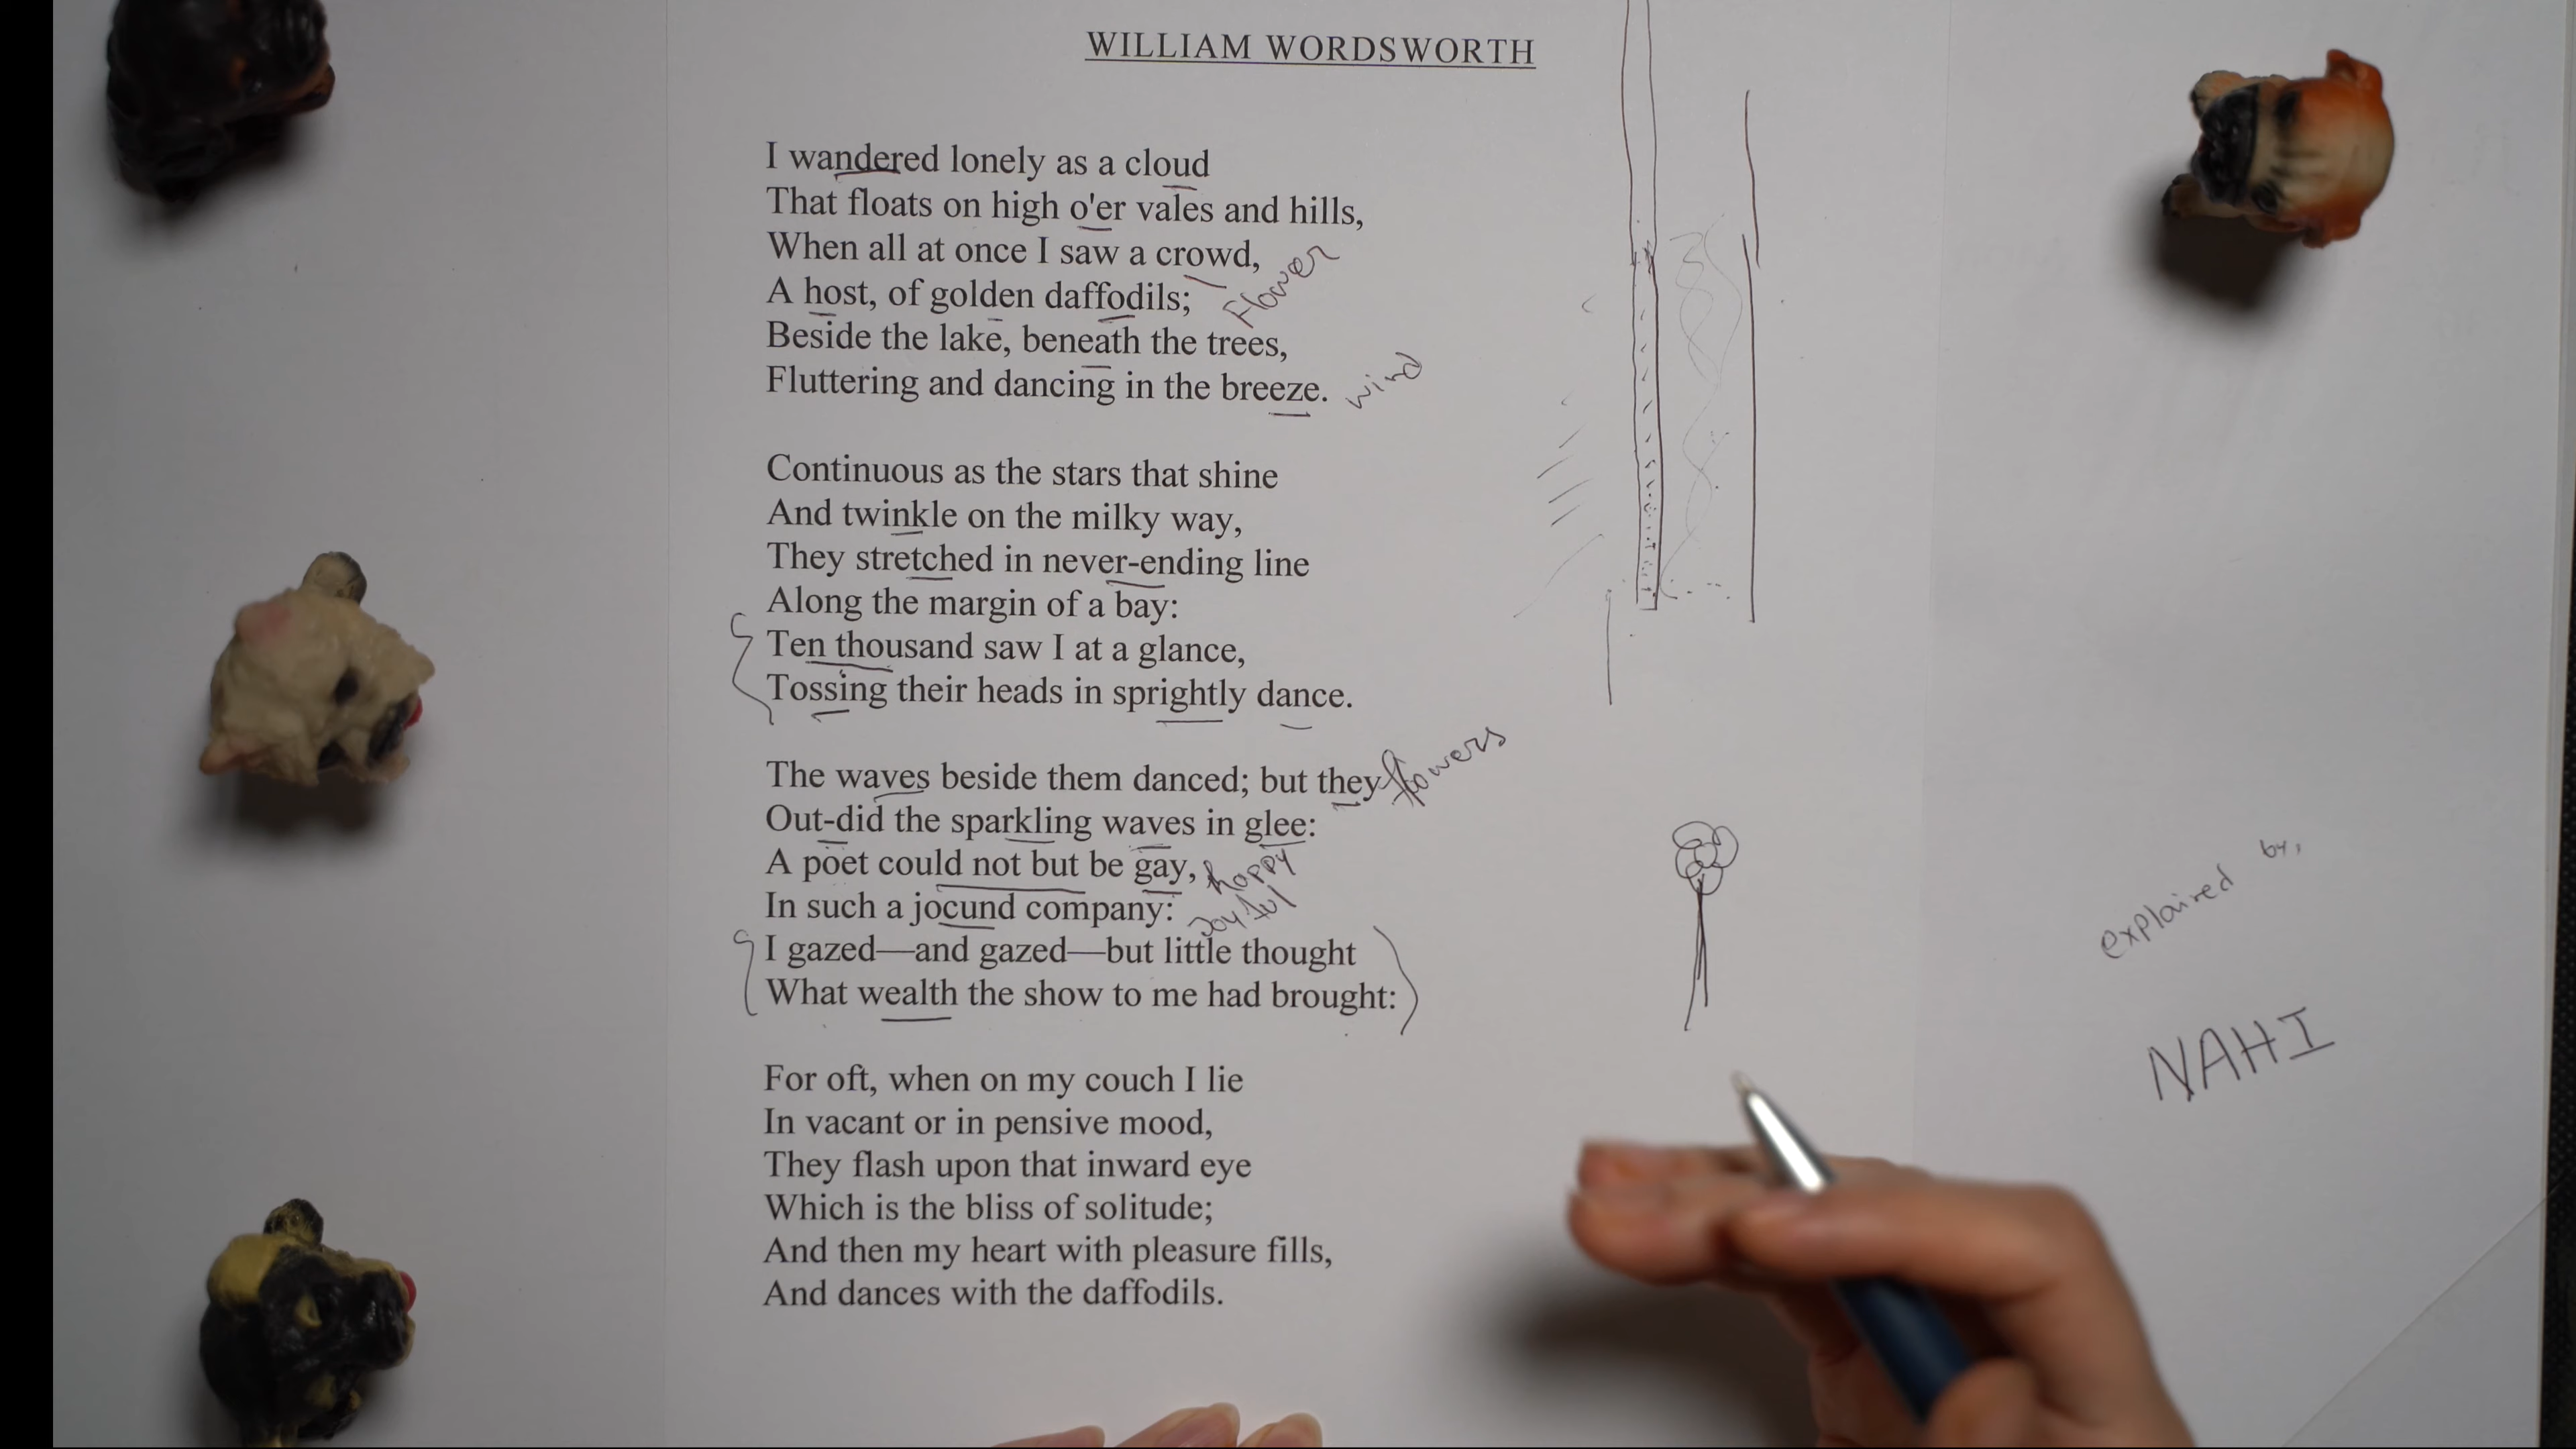 WILLIAM WORDSWORTH
I wandered lonely as a cloud
That floats on high o'er vales and hills,
When all at once I saw a crowd,
A host, of golden daffodils;
Flower
Beside the lake, beneath the trees,
Fluttering and dancing in the breeze.
wind
Continuous as the stars that shine
And twinkle on the milky way,
They stretched in never-ending line
Along the margin of a bay:
Ten thousand saw I at a glance,
Tossing their heads in sprightly dance.
The waves beside them danced; but they
flowers
Out-did the sparkling waves in glee:
A poet could not but be gay,
happy
In such a jocund company:
Joyful
I gazed—and gazed—but little thought
What wealth the show to me had brought:
For oft, when on my couch I lie
In vacant or in pensive mood,
They flash upon that inward eye
Which is the bliss of solitude;
And then my heart with pleasure fills,
And dances with the daffodils.
explained by,
NAHI